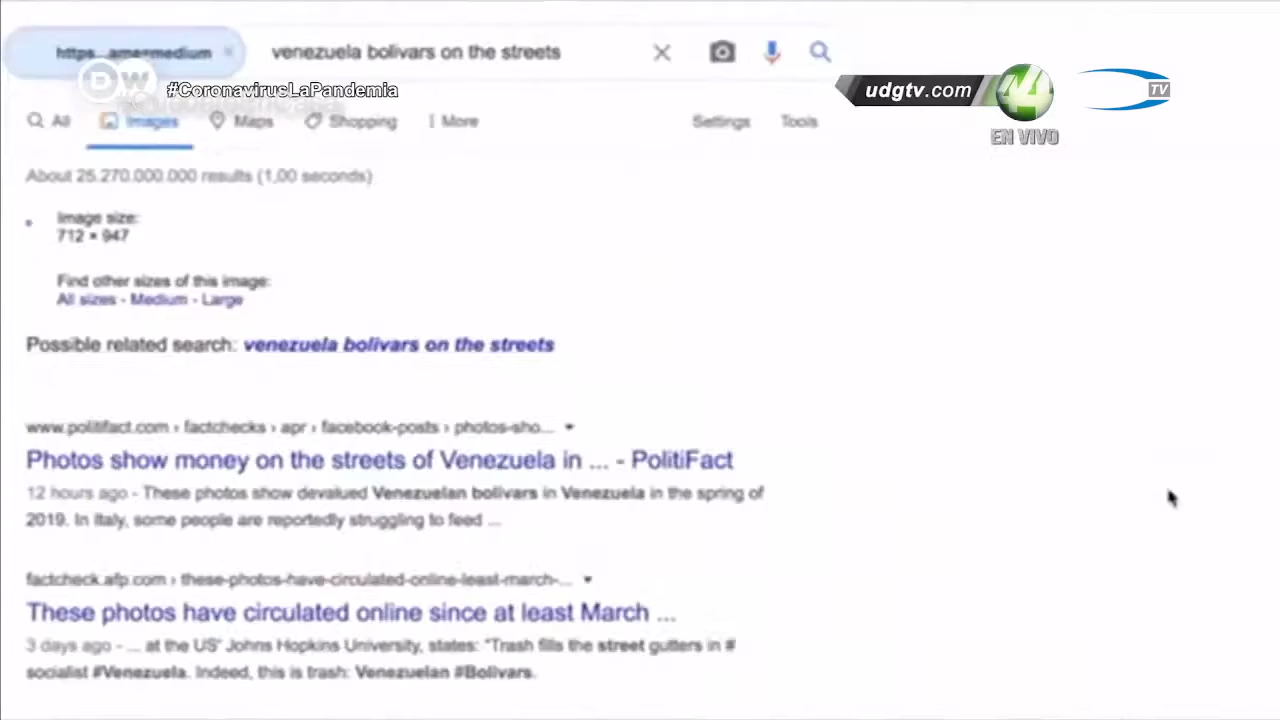 https...ame=medium × venezuela bolivars on the streets
DW #CoronavirusLaPandemia
udgtv.com 44 TV
EN VIVO
All Images Maps Shopping More Settings Tools
About 25.270.000.000 results (1,00 seconds)
Image size:
712 × 947
Find other sizes of this image:
All sizes - Medium - Large
Possible related search: venezuela bolivars on the streets
www.politifact.com › factchecks › apr › facebook-posts › photos-sho...
Photos show money on the streets of Venezuela in ... - PolitiFact
12 hours ago - These photos show devalued Venezuelan bolivars in Venezuela in the spring of
2019. In Italy, some people are reportedly struggling to feed ...
factcheck.afp.com › these-photos-have-circulated-online-least-march-...
These photos have circulated online since at least March ...
3 days ago - ... at the US' Johns Hopkins University, states: "Trash fills the street gutters in #
socialist #Venezuela. Indeed, this is trash: Venezuelan #Bolivars.